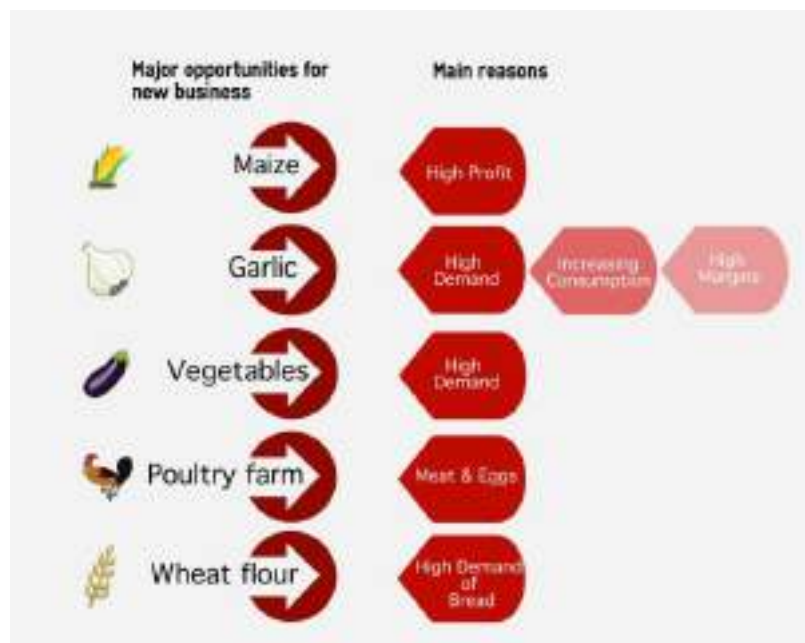 Major opportunities for
new business
Main reasons
Maize
High Profit
Garlic
High
Demand
Increasing
Consumption
High
Margins
Vegetables
High
Demand
Poultry farm
Meat & Eggs
Wheat flour
High Demand
of
Bread